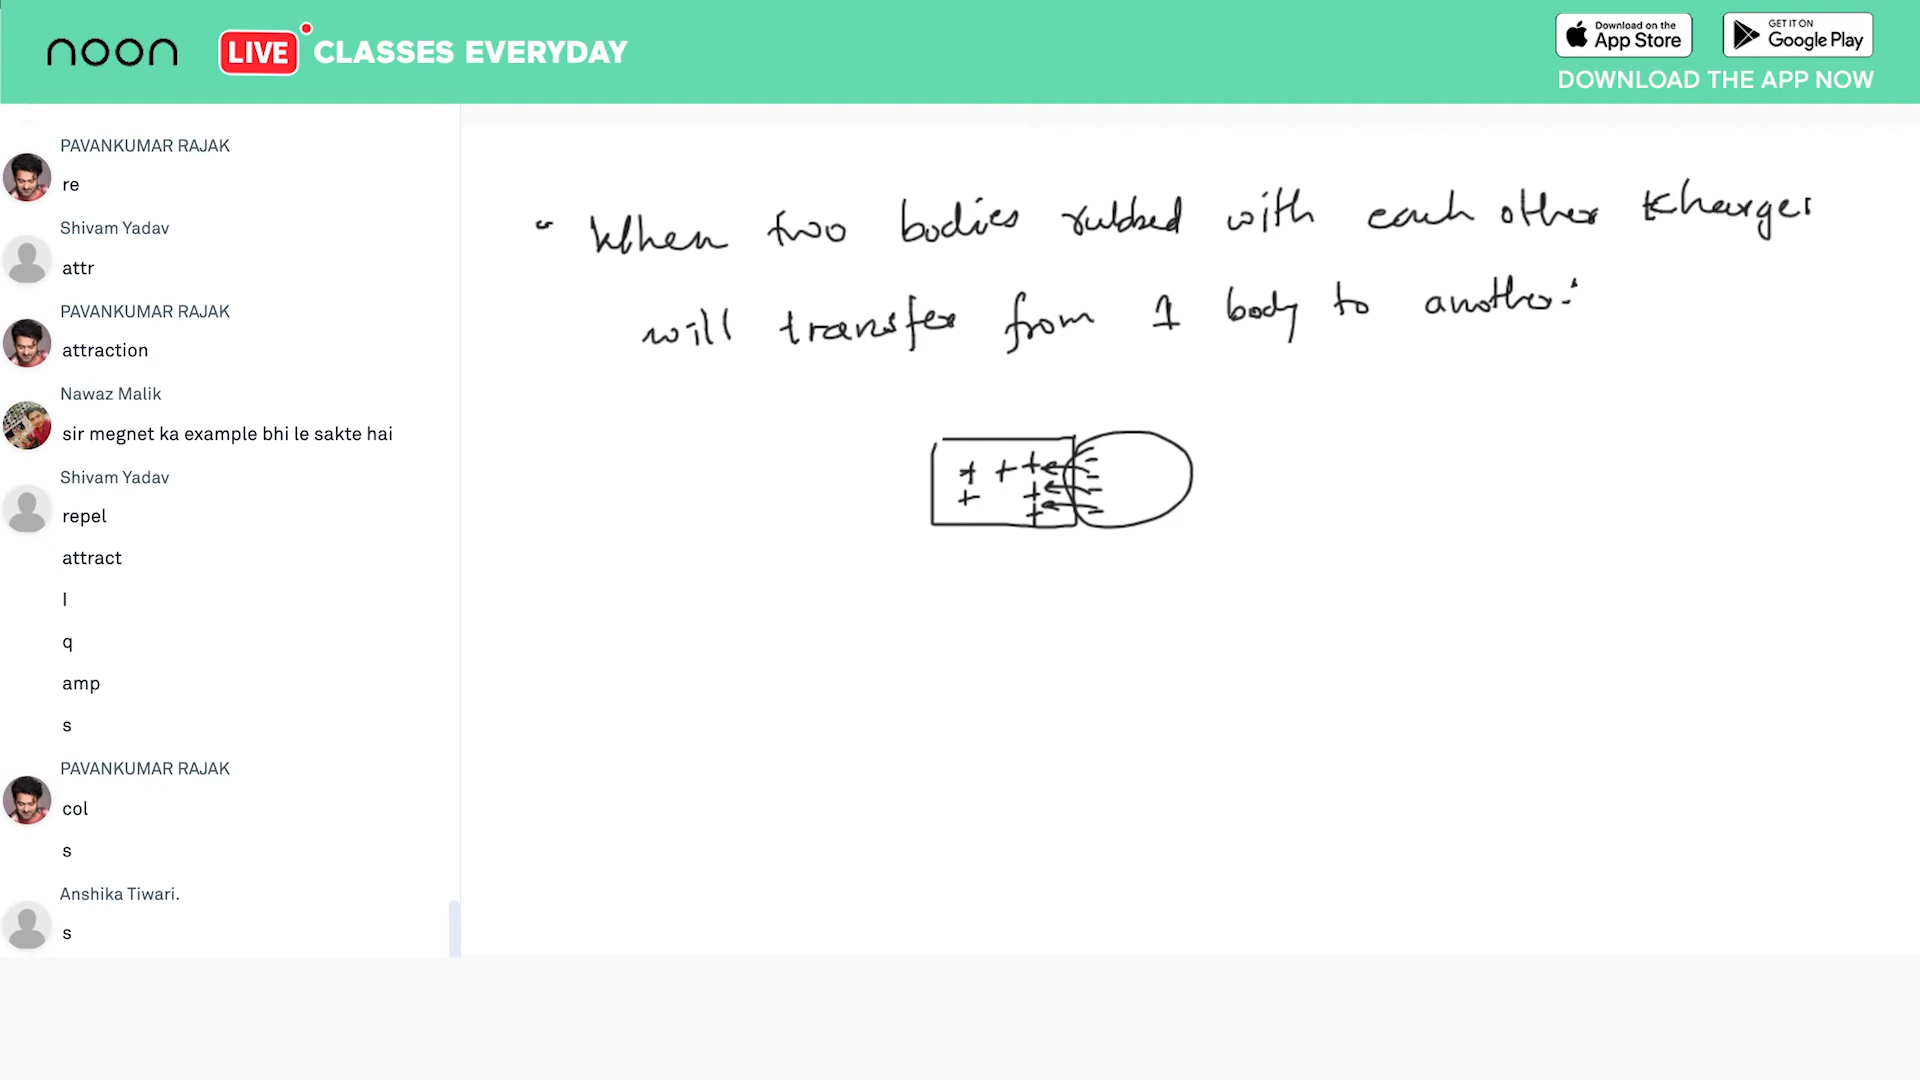 noon LIVE CLASSES EVERYDAY
Download on the App Store
GET IT ON Google Play
DOWNLOAD THE APP NOW
PAVANKUMAR RAJAK
re
Shivam Yadav
attr
PAVANKUMAR RAJAK
attraction
Nawaz Malik
sir megnet ka example bhi le sakte hai
Shivam Yadav
repel
attract
I
q
amp
s
PAVANKUMAR RAJAK
col
s
Anshika Tiwari.
s
"When two bodies rubbed with each other charges
will transfer from 1 body to another."
+ + + -
+ + -
+ -